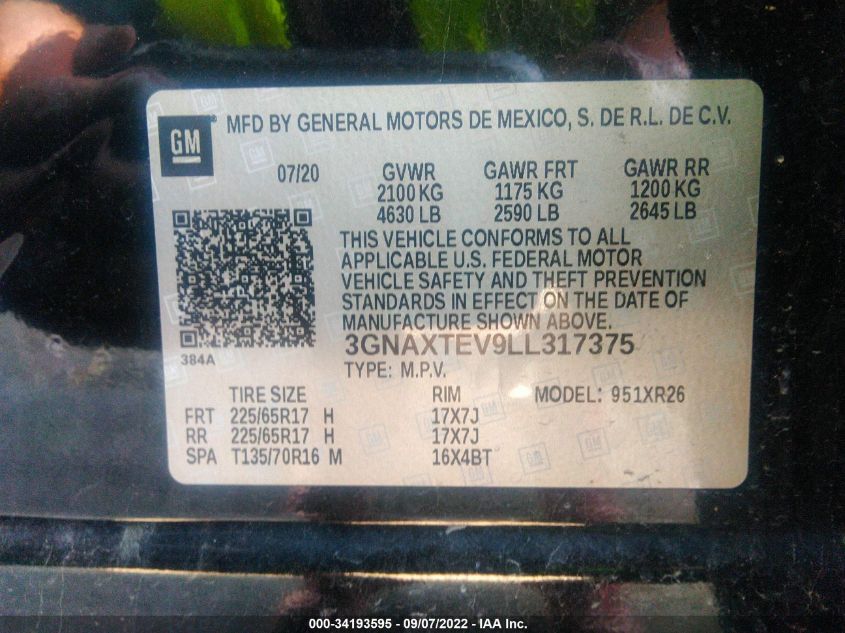 GM ® MFD BY GENERAL MOTORS DE MEXICO, S. DE R.L. DE C.V.
07/20 GVWR GAWR FRT GAWR RR
2100 KG 1175 KG 1200 KG
4630 LB 2590 LB 2645 LB
THIS VEHICLE CONFORMS TO ALL
APPLICABLE U.S. FEDERAL MOTOR
VEHICLE SAFETY AND THEFT PREVENTION
STANDARDS IN EFFECT ON THE DATE OF
MANUFACTURE SHOWN ABOVE.
384A 3GNAXTEV9LL317375
TYPE: M.P.V.
TIRE SIZE RIM MODEL: 951XR26
FRT 225/65R17 H 17X7J
RR 225/65R17 H 17X7J
SPA T135/70R16 M 16X4BT
000-34193595 - 09/07/2022 - IAA Inc.